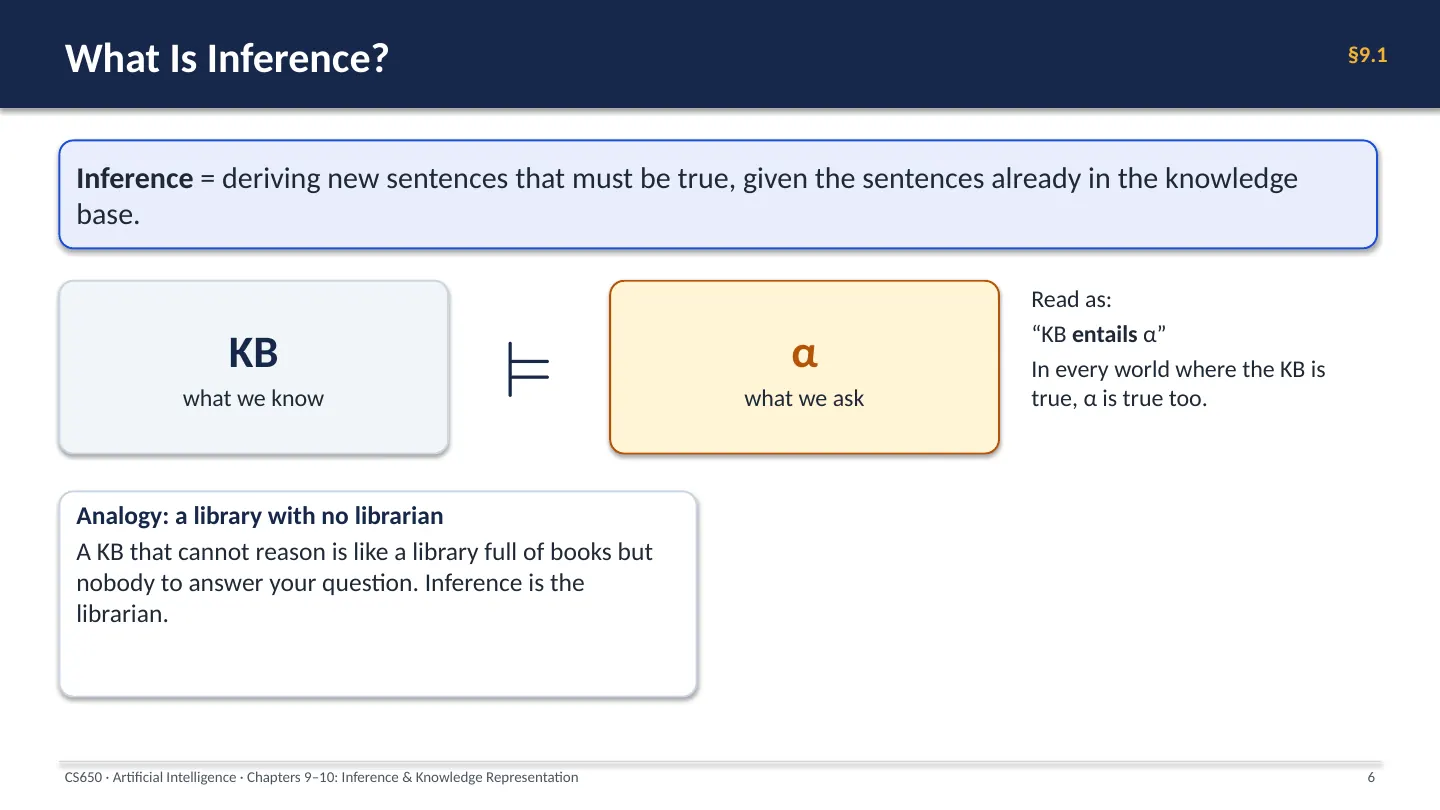 What Is Inference?
§9.1
Inference = deriving new sentences that must be true, given the sentences already in the knowledge
base.
KB
what we know
⊨
α
what we ask
Read as:
“KB entails α”
In every world where the KB is
true, α is true too.
Analogy: a library with no librarian
A KB that cannot reason is like a library full of books but
nobody to answer your question. Inference is the
librarian.
CS650 · Artificial Intelligence · Chapters 9–10: Inference & Knowledge Representation
6